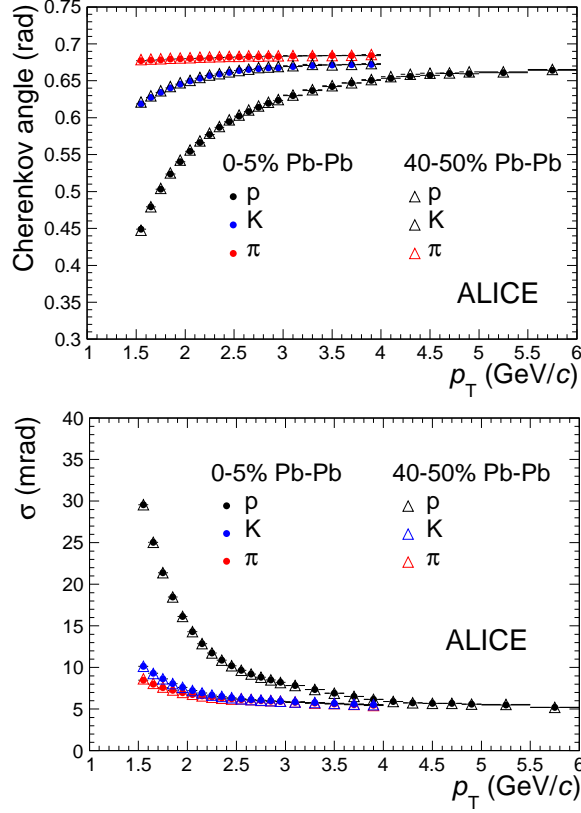 Cherenkov angle (rad)
0.75
0.7
0.65
0.6
0.55
0.5
0.45
0.4
0.35
0.3
0-5% Pb-Pb 40-50% Pb-Pb
p p
K K
π π
ALICE
1 1.5 2 2.5 3 3.5 4 4.5 5 5.5 6
p_T (GeV/c)
σ (mrad)
40
35
30
25
20
15
10
5
0
0-5% Pb-Pb 40-50% Pb-Pb
p p
K K
π π
ALICE
1 1.5 2 2.5 3 3.5 4 4.5 5 5.5 6
p_T (GeV/c)